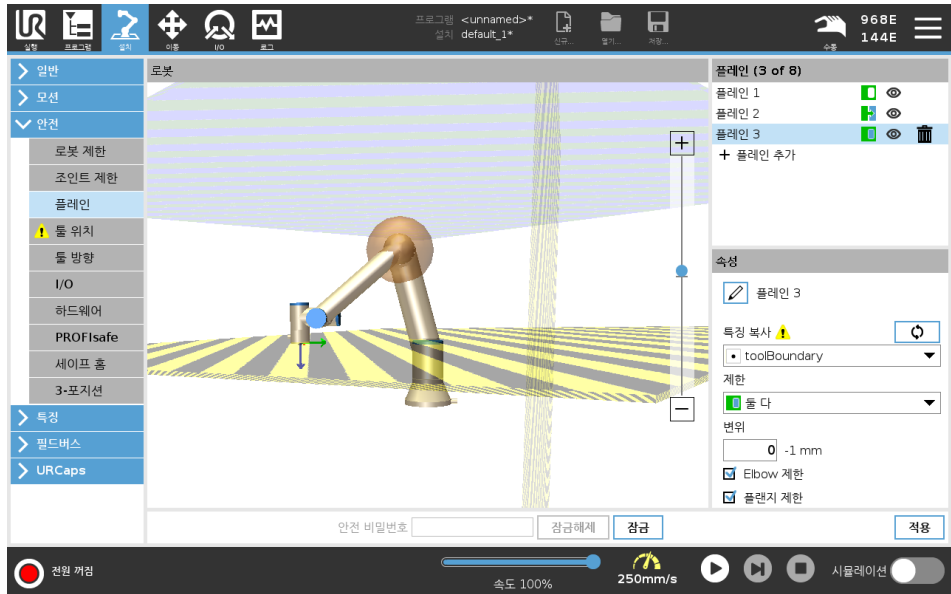 프로그램 <unnamed>*
설치 default_1*
신규... 열기... 저장...
968E
144E
실행 프로그램 설치 이동 I/O 로그
수동
일반
모션
안전
로봇 제한
조인트 제한
플레인
툴 위치
툴 방향
I/O
하드웨어
PROFIsafe
세이프 홈
3-포지션
특징
필드버스
URCaps
로봇
플레인 (3 of 8)
플레인 1
플레인 2
플레인 3
+ 플레인 추가
속성
플레인 3
특징 복사
toolBoundary
제한
둘 다
변위
0 -1 mm
Elbow 제한
플랜지 제한
안전 비밀번호 잠금해제 잠금 적용
전원 꺼짐
속도 100%
250mm/s
시뮬레이션